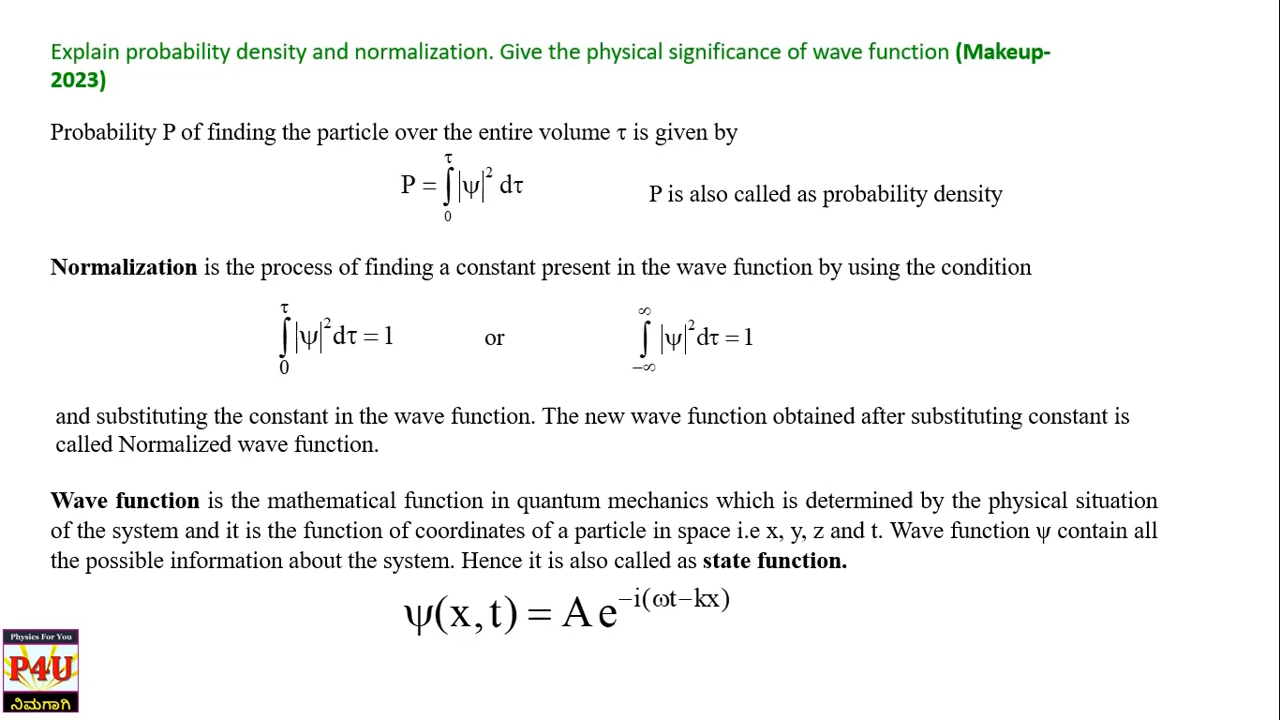 Explain probability density and normalization. Give the physical significance of wave function (Makeup-
2023)
Probability P of finding the particle over the entire volume τ is given by
P = ∫₀^τ |ψ|² dτ P is also called as probability density
Normalization is the process of finding a constant present in the wave function by using the condition
∫₀^τ |ψ|² dτ = 1 or ∫₋∞^∞ |ψ|² dτ = 1
and substituting the constant in the wave function. The new wave function obtained after substituting constant is
called Normalized wave function.
Wave function is the mathematical function in quantum mechanics which is determined by the physical situation
of the system and it is the function of coordinates of a particle in space i.e x, y, z and t. Wave function ψ contain all
the possible information about the system. Hence it is also called as state function.
ψ(x, t) = A e^−i(ωt−kx)
Physics For You
P4U
ನಿಮಗಾಗಿ